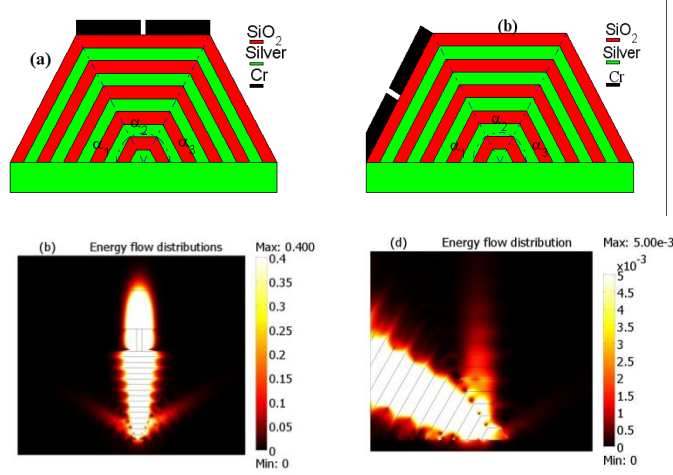 (a)
SiO2
Silver
Cr
α1
α2
α3
(b)
SiO2
Silver
Cr
α1
α2
α3
(b) Energy flow distributions Max: 0.400
0.4
0.35
0.3
0.25
0.2
0.15
0.1
0.05
0
Min: 0
(d) Energy flow distribution Max: 5.00e-3
×10⁻³
5
4.5
4
3.5
3
2.5
2
1.5
1
0.5
0
Min: 0